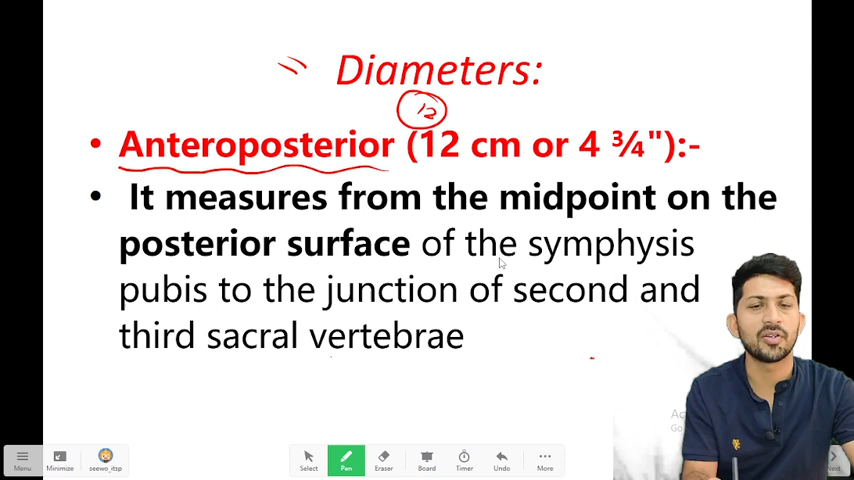 Diameters:
12
• Anteroposterior (12 cm or 4 ¾"):-
• It measures from the midpoint on the
posterior surface of the symphysis
pubis to the junction of second and
third sacral vertebrae
Menu
Minimize
seewo_itsp
Select
Pen
Eraser
Board
Timer
Undo
More
Next